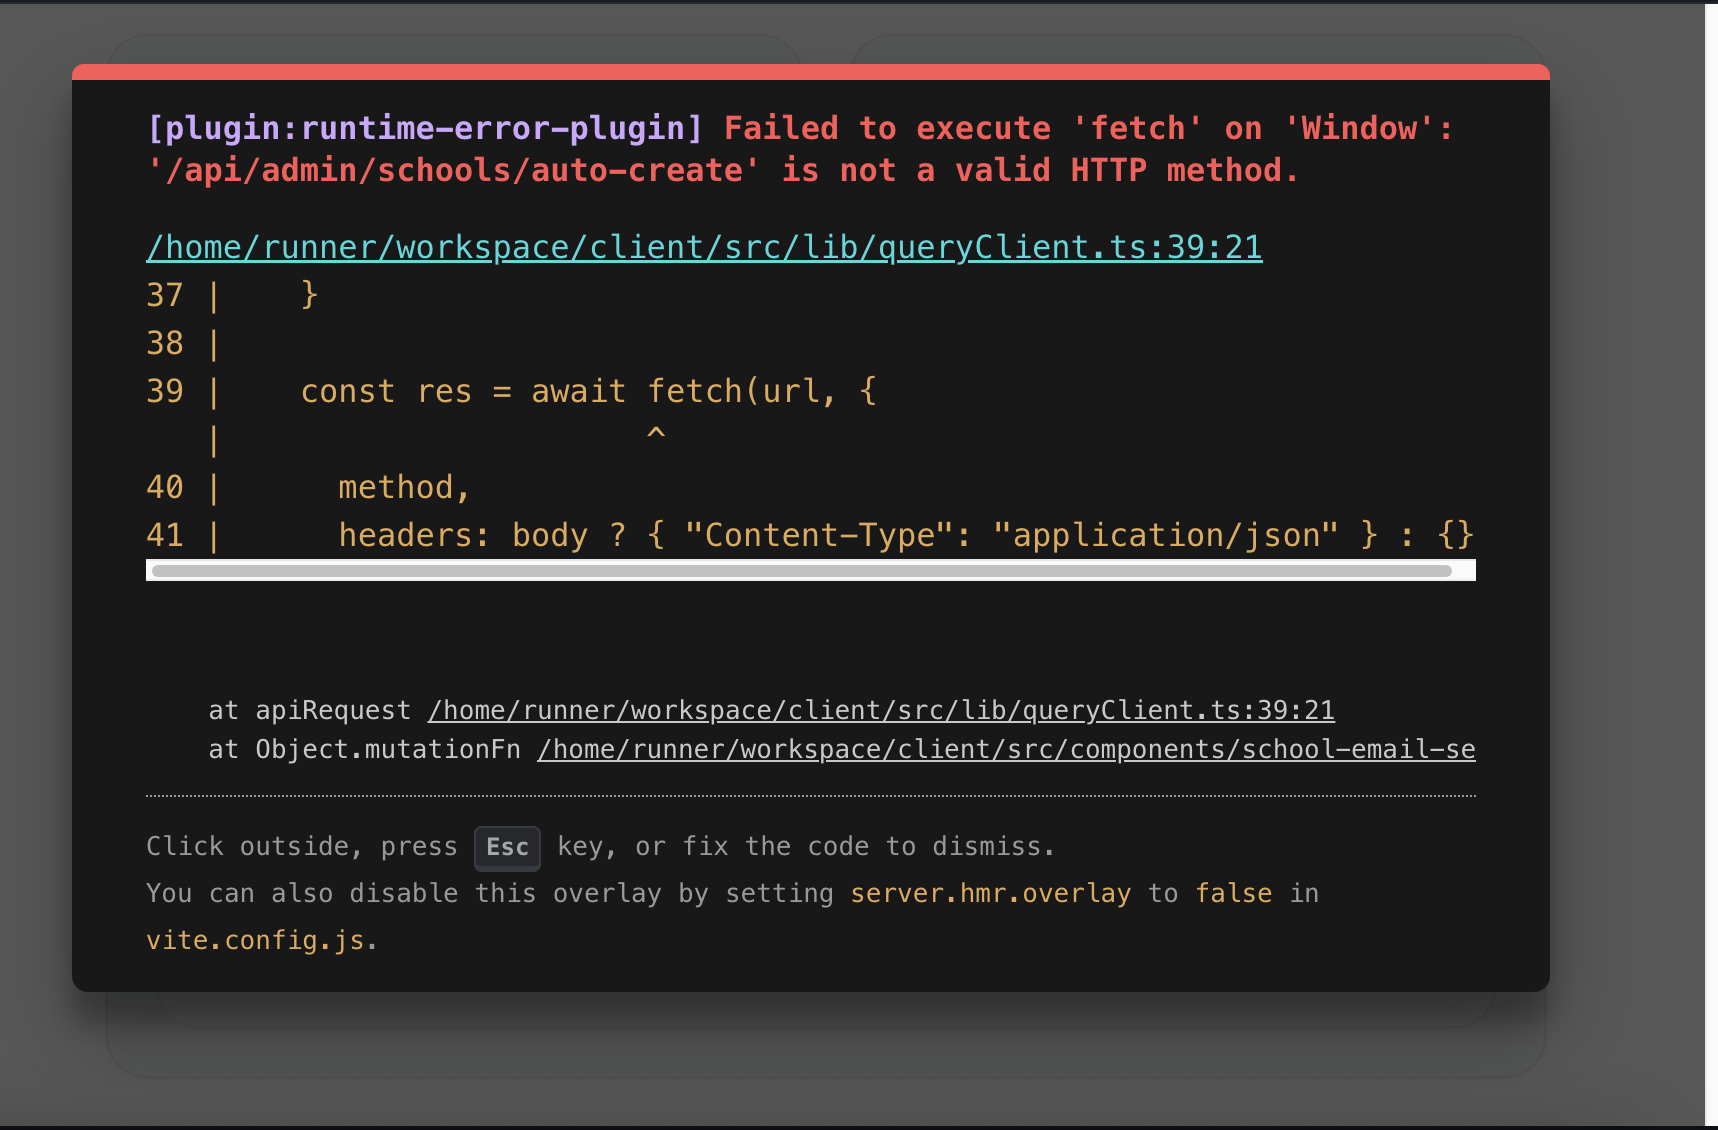 [plugin:runtime-error-plugin] Failed to execute 'fetch' on 'Window':
'/api/admin/schools/auto-create' is not a valid HTTP method.
/home/runner/workspace/client/src/lib/queryClient.ts:39:21
37 |    }
38 |
39 |    const res = await fetch(url, {
   |                      ^
40 |      method,
41 |      headers: body ? { "Content-Type": "application/json" } : {}
at apiRequest /home/runner/workspace/client/src/lib/queryClient.ts:39:21
at Object.mutationFn /home/runner/workspace/client/src/components/school-email-se
Click outside, press Esc key, or fix the code to dismiss.
You can also disable this overlay by setting server.hmr.overlay to false in
vite.config.js.